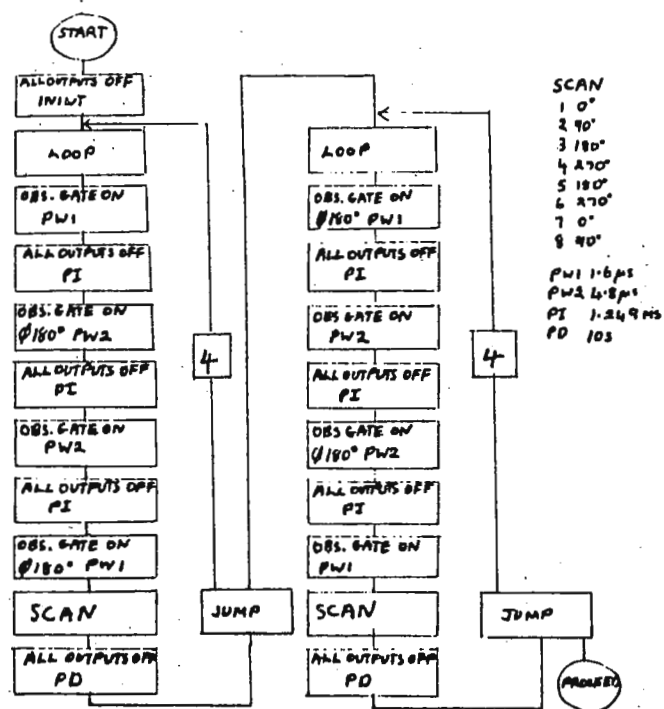 START
ALL OUTPUTS OFF
INIWT
LOOP
OBS. GATE ON
PW1
ALL OUTPUTS OFF
PI
OBS. GATE ON
Ø180° PW2
ALL OUTPUTS OFF
PI
OBS. GATE ON
PW2
ALL OUTPUTS OFF
PI
OBS. GATE ON
Ø180° PW1
SCAN
ALL OUTPUTS OFF
PD
4
JUMP
LOOP
OBS. GATE ON
Ø180° PW1
ALL OUTPUTS OFF
PI
OBS GATE ON
PW2
ALL OUTPUTS OFF
PI
OBS GATE ON
Ø180° PW2
ALL OUTPUTS OFF
PI
OBS. GATE ON
PW1
SCAN
ALL OUTPUTS OFF
PD
4
JUMP
PROCEED
SCAN
1 0°
2 90°
3 180°
4 270°
5 180°
6 270°
7 0°
8 90°
PW1 1.6µs
PW2 4.8µs
PI 1.249
PD 10s